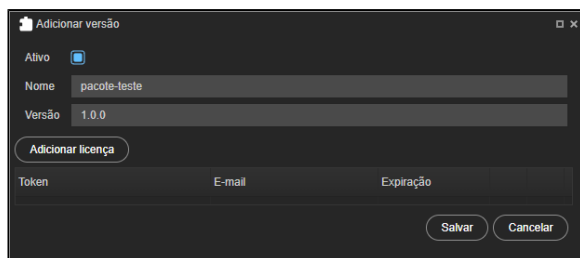 Adicionar versão
Ativo
Nome pacote-teste
Versão 1.0.0
Adicionar licença
Token E-mail Expiração
Salvar Cancelar